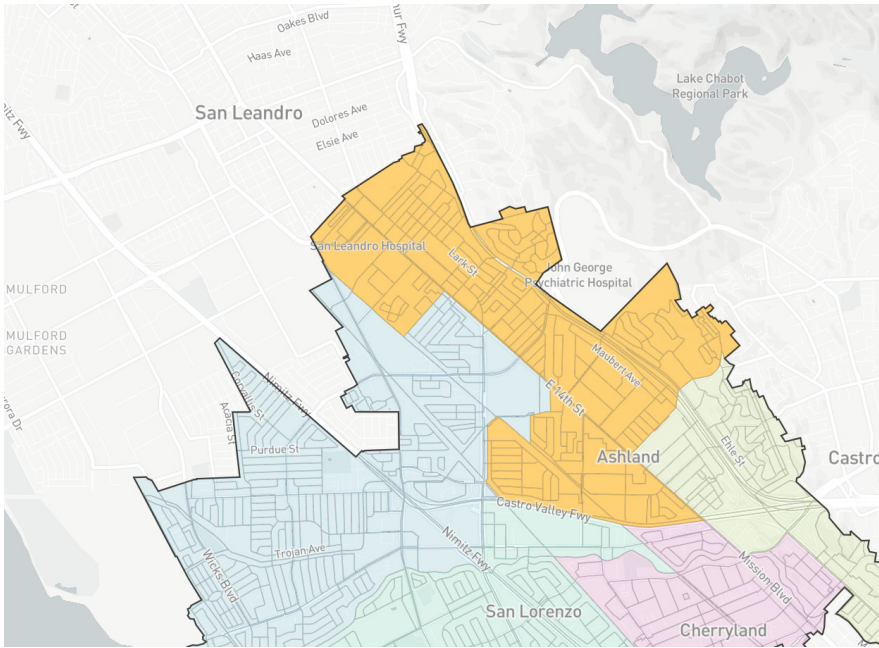 Oakes Blvd
Haas Ave
Lake Chabot
Regional Park
San Leandro
Dolores Ave
Elsie Ave
San Leandro Hospital
Lark St
John George
Psychiatric Hospital
MULFORD
MULFORD
GARDENS
Maubert Ave
Nimitz Fwy
Corvallis St
Acacia St
E 14th St
Purdue St
Ehle St
Ashland
Castro
Castro Valley Fwy
Nimitz Fwy
Trojan Ave
Wicks Blvd
Mission Blvd
San Lorenzo
Cherryland